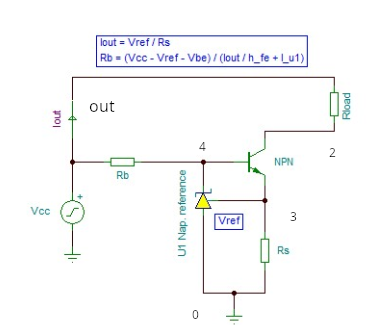 Iout = Vref / Rs
Rb = (Vcc - Vref - Vbe) / (Iout / h_fe + I_u1)
Iout
out
Rload
4
2
Rb
NPN
Vcc
+
U1 Nap. reference
Vref
3
Rs
0